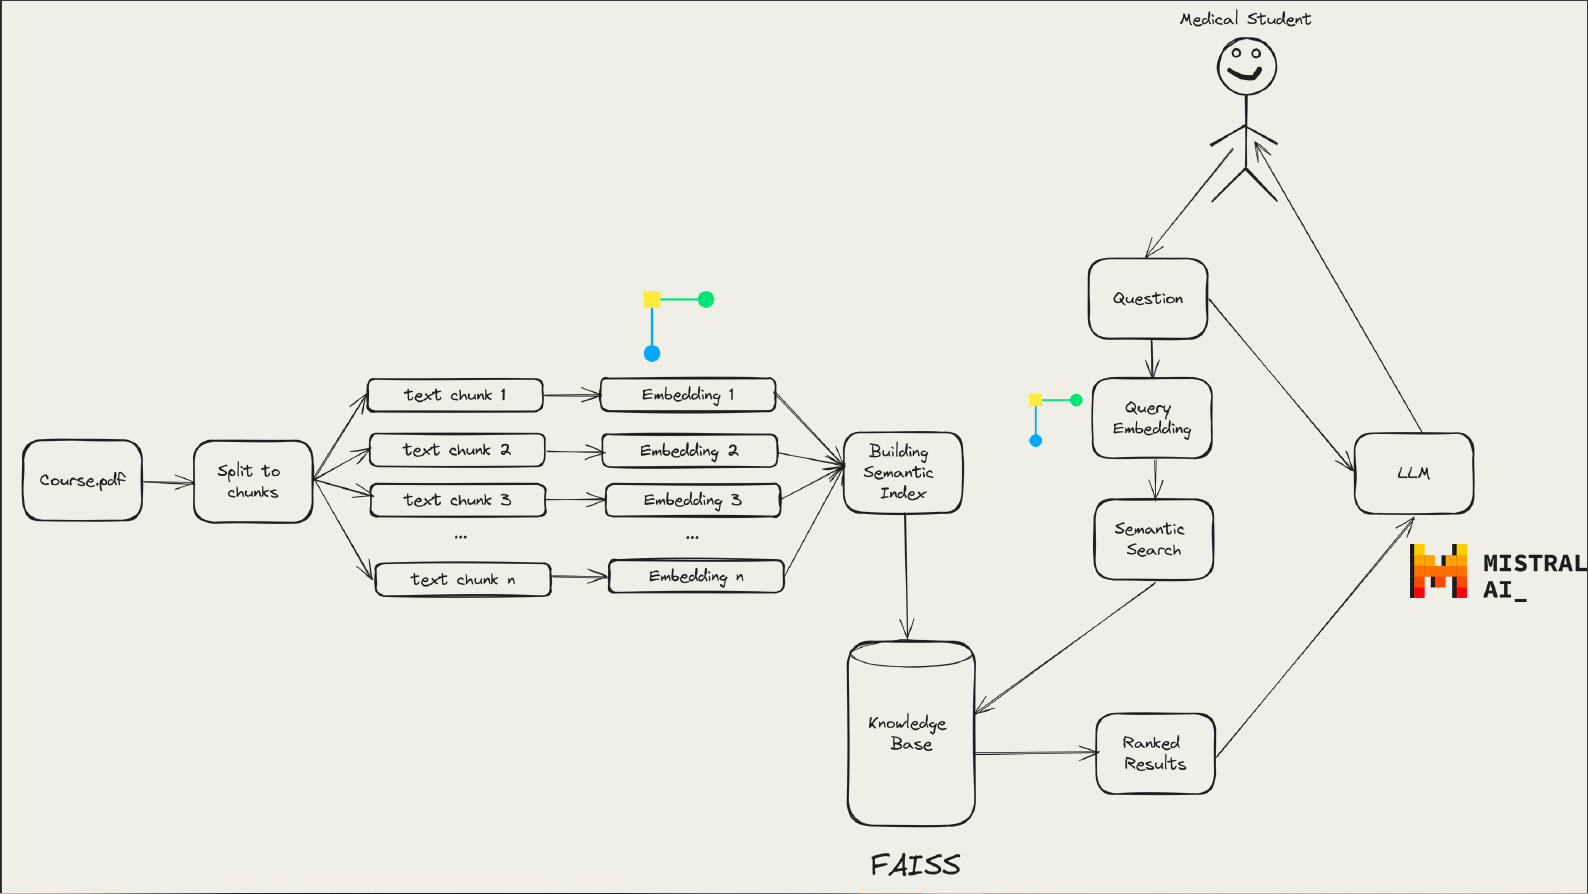 Medical Student
Question
Query
Embedding
Semantic
Search
LLM
MISTRAL
AI_
Course.pdf
Split to
chunks
text chunk 1
text chunk 2
text chunk 3
...
text chunk n
Embedding 1
Embedding 2
Embedding 3
...
Embedding n
Building
Semantic
Index
Knowledge
Base
FAISS
Ranked
Results